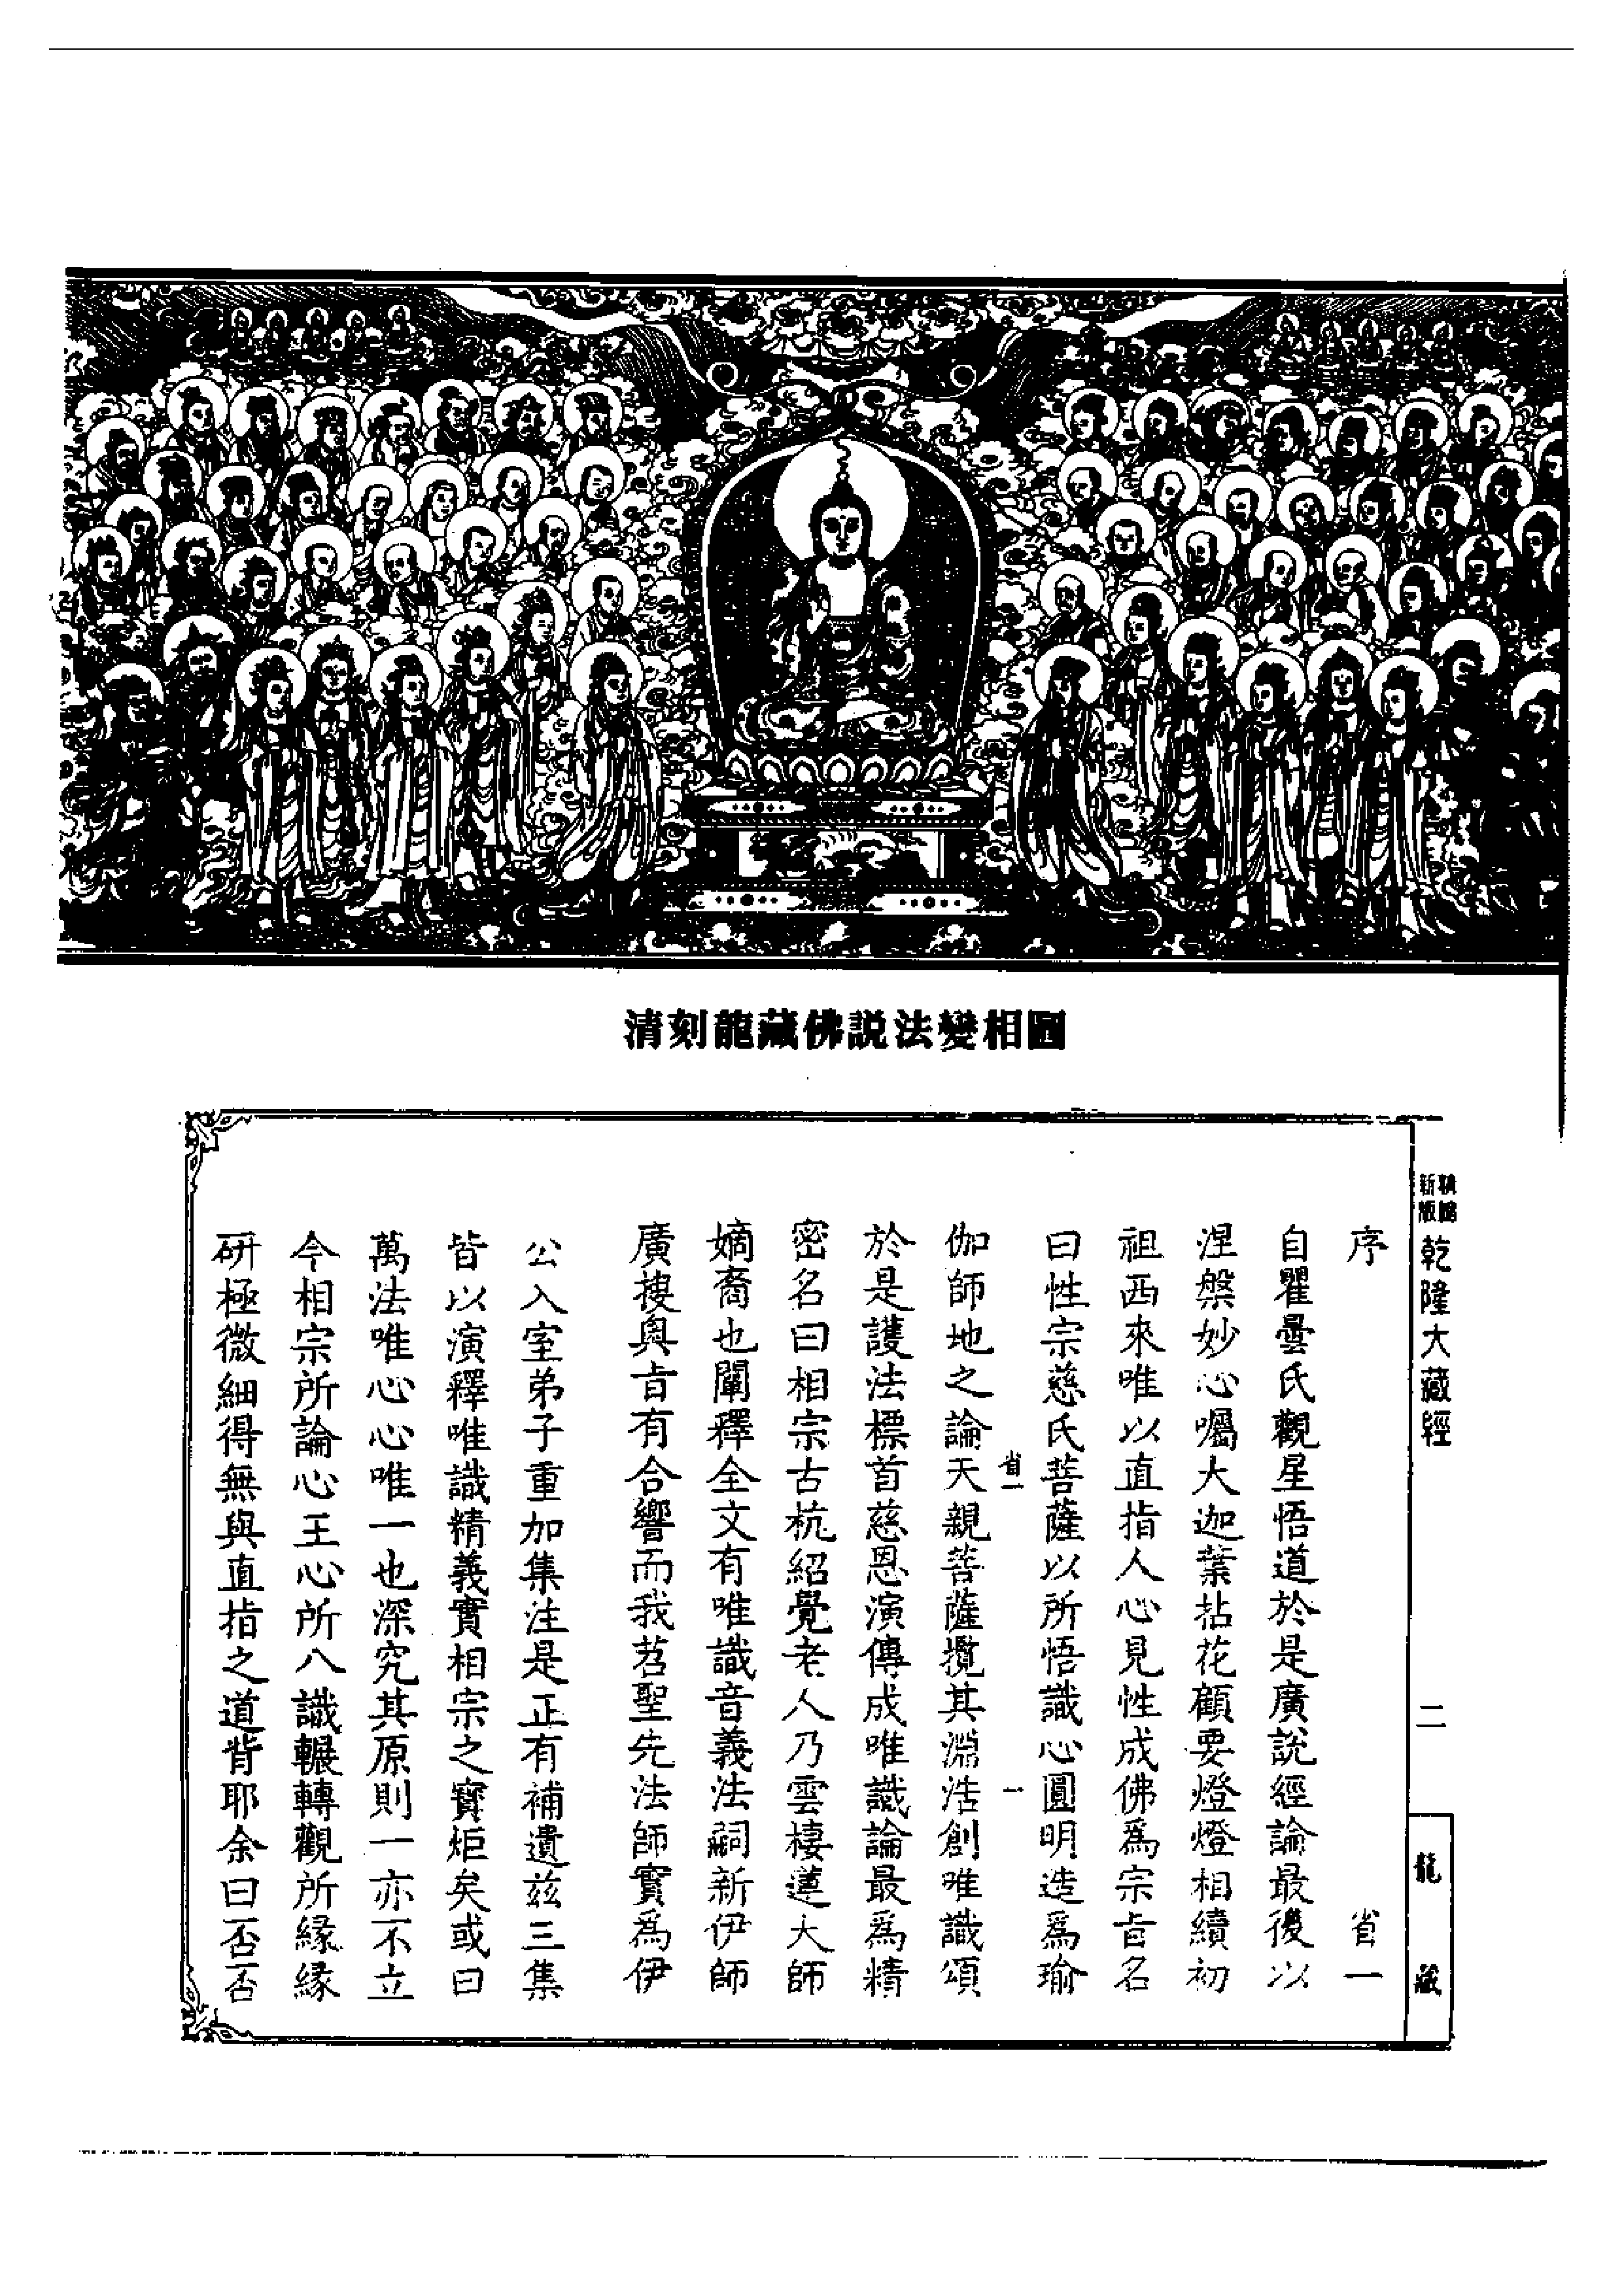 清刻龍藏佛説法變相圖
新版
乾隆大藏經
二
龍藏
序 省一
自瞿曇氏觀星悟道於是廣說經論最後以
涅槃妙心囑大迦葉拈花顧要燈燈相續初
祖西來唯以直指人心見性成佛爲宗旨名
曰性宗慈氏菩薩以所悟識心圓明造爲瑜
省一 一
伽師地之論天親菩薩攬其淵浩創唯識頌
於是護法標首慈恩演傳成唯識論最爲精
密名曰相宗古杭紹覺老人乃雲棲蓮大師
嫡裔也闡釋全文有唯識音義法嗣新伊師
廣搜奧旨有合響而我苕聖先法師實爲伊
公入室弟子重加集注是正有補遺兹三集
皆以演釋唯識精義實相宗之寶炬矣或曰
萬法唯心心唯一也深究其原則一亦不立
今相宗所論心王心所八識輾轉觀所緣緣
研極微細得無與直指之道背耶余曰否否